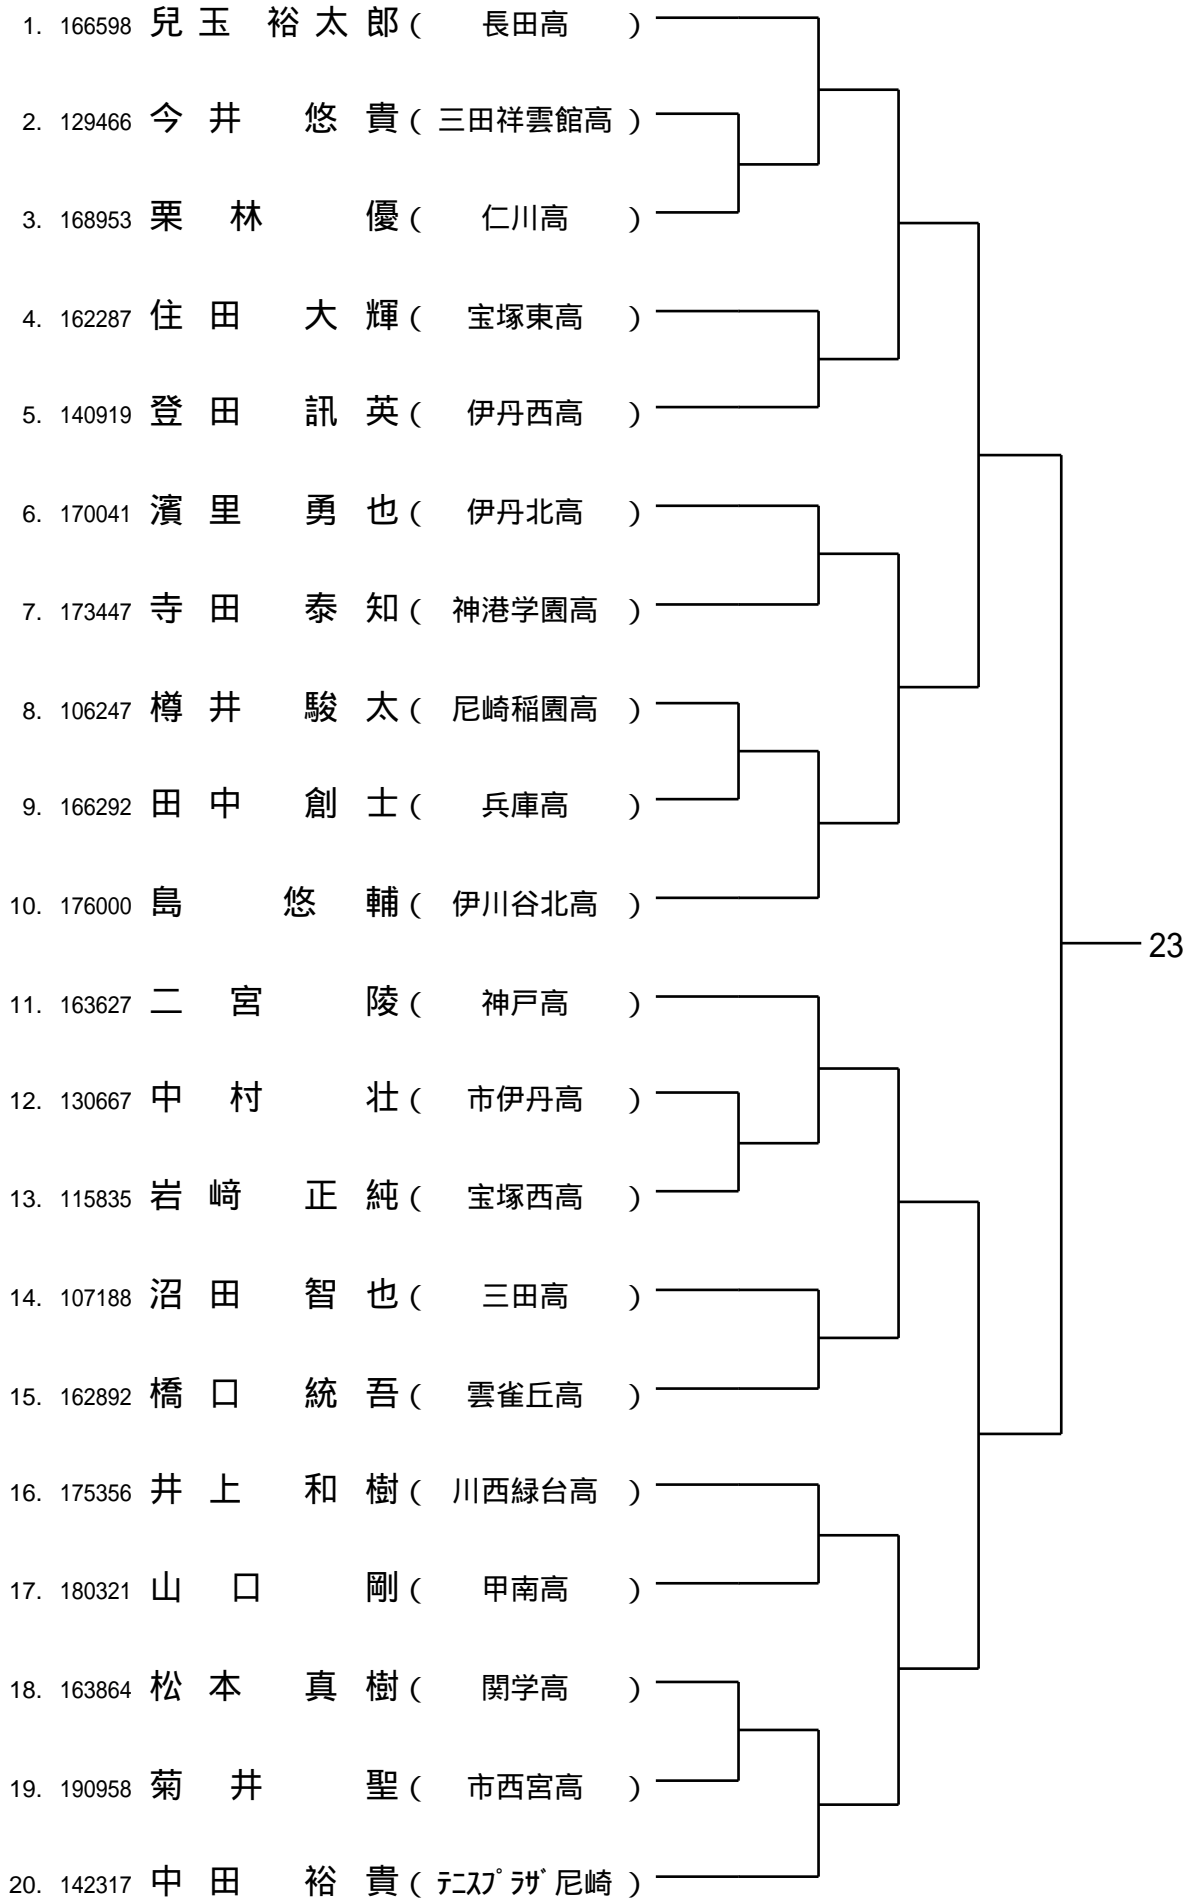 1. 166598 兒玉 裕太郎 ( 長田高 )
2. 129466 今井 悠貴 ( 三田祥雲館高 )
3. 168953 栗林 優 ( 仁川高 )
4. 162287 住田 大輝 ( 宝塚東高 )
5. 140919 登田 訊英 ( 伊丹西高 )
6. 170041 濱里 勇也 ( 伊丹北高 )
7. 173447 寺田 泰知 ( 神港学園高 )
8. 106247 樽井 駿太 ( 尼崎稲園高 )
9. 166292 田中 創士 ( 兵庫高 )
10. 176000 島 悠輔 ( 伊川谷北高 )
23
11. 163627 二宮 陵 ( 神戸高 )
12. 130667 中村 壮 ( 市伊丹高 )
13. 115835 岩﨑 正純 ( 宝塚西高 )
14. 107188 沼田 智也 ( 三田高 )
15. 162892 橋口 統吾 ( 雲雀丘高 )
16. 175356 井上 和樹 ( 川西緑台高 )
17. 180321 山口 剛 ( 甲南高 )
18. 163864 松本 真樹 ( 関学高 )
19. 190958 菊井 聖 ( 市西宮高 )
20. 142317 中田 裕貴 ( ﾃﾆｽﾌﾟﾗｻﾞ尼崎 )